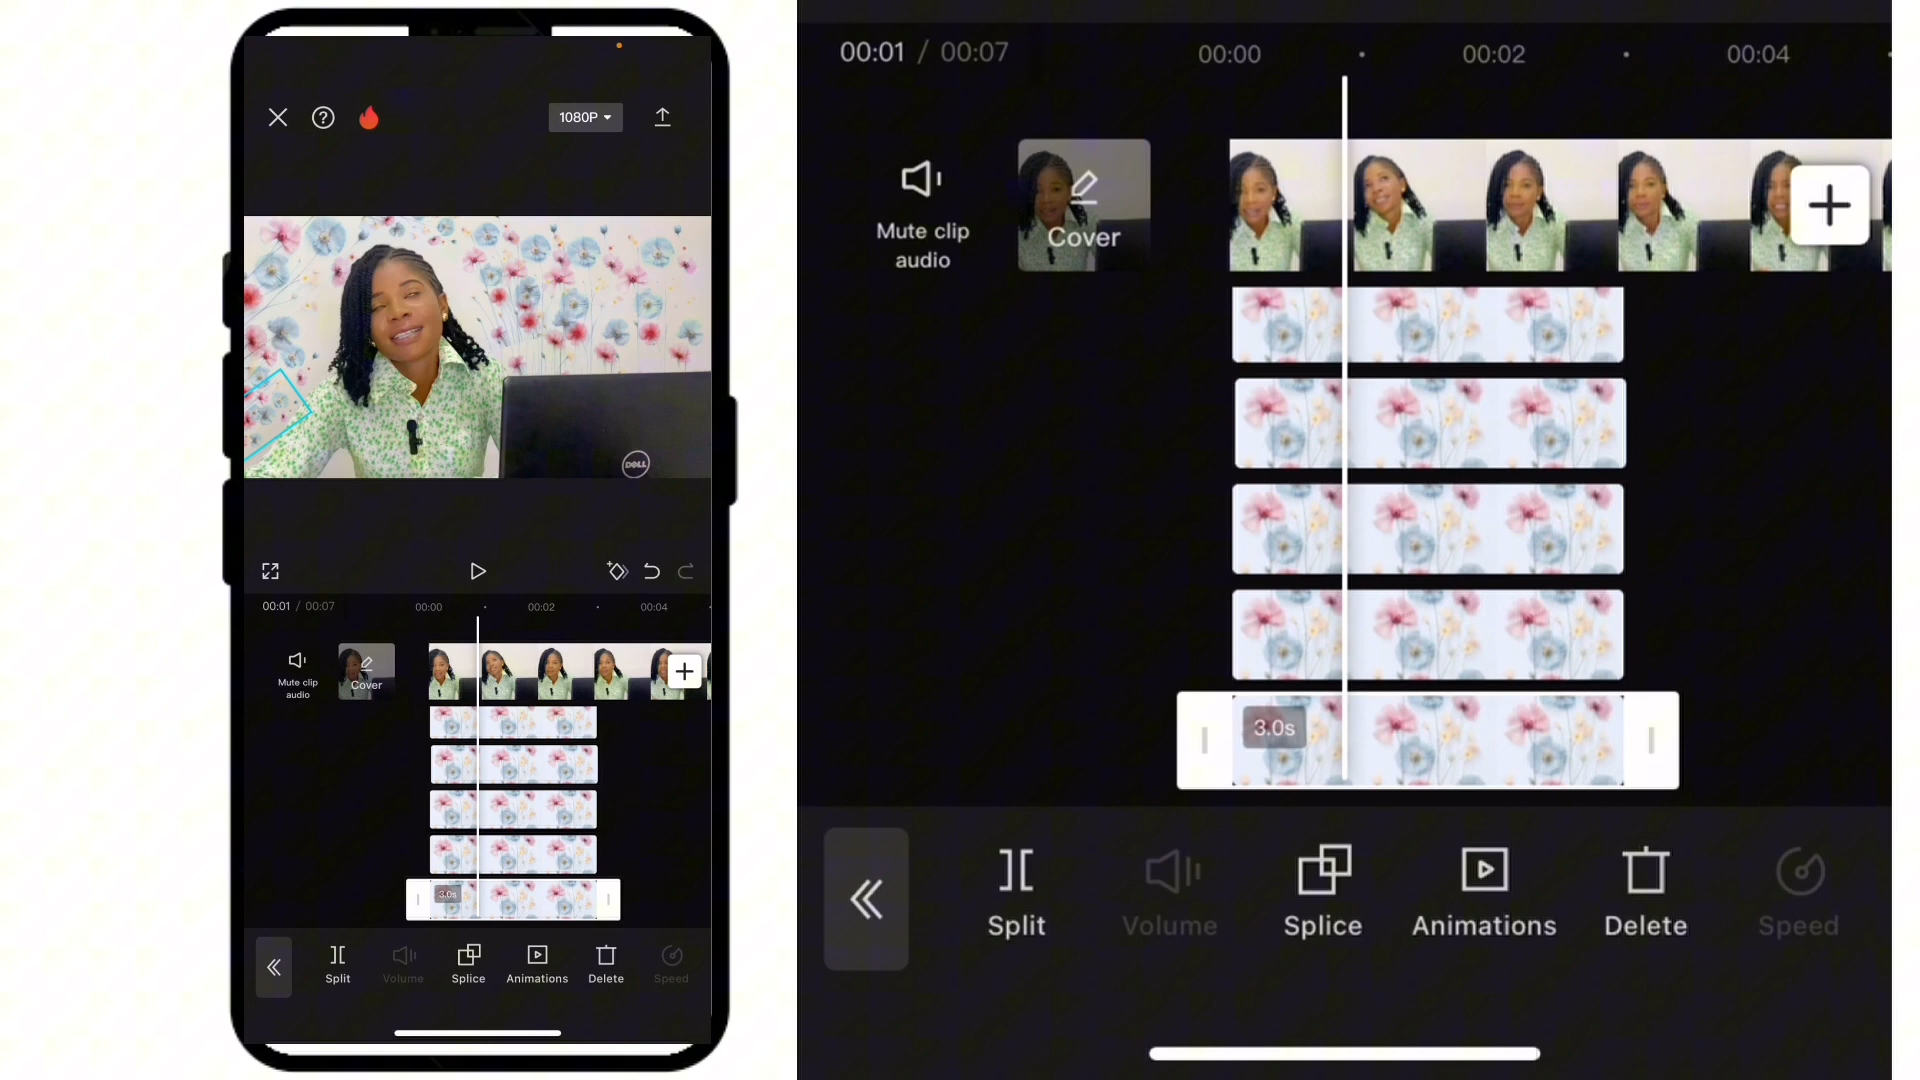 1080P
DELL
00:01 / 00:07
00:00
00:02
00:04
Mute clip
audio
Cover
3.0s
Split
Volume
Splice
Animations
Delete
Speed
00:01 / 00:07
00:00
00:02
00:04
Mute clip
audio
Cover
3.0s
Split
Volume
Splice
Animations
Delete
Speed